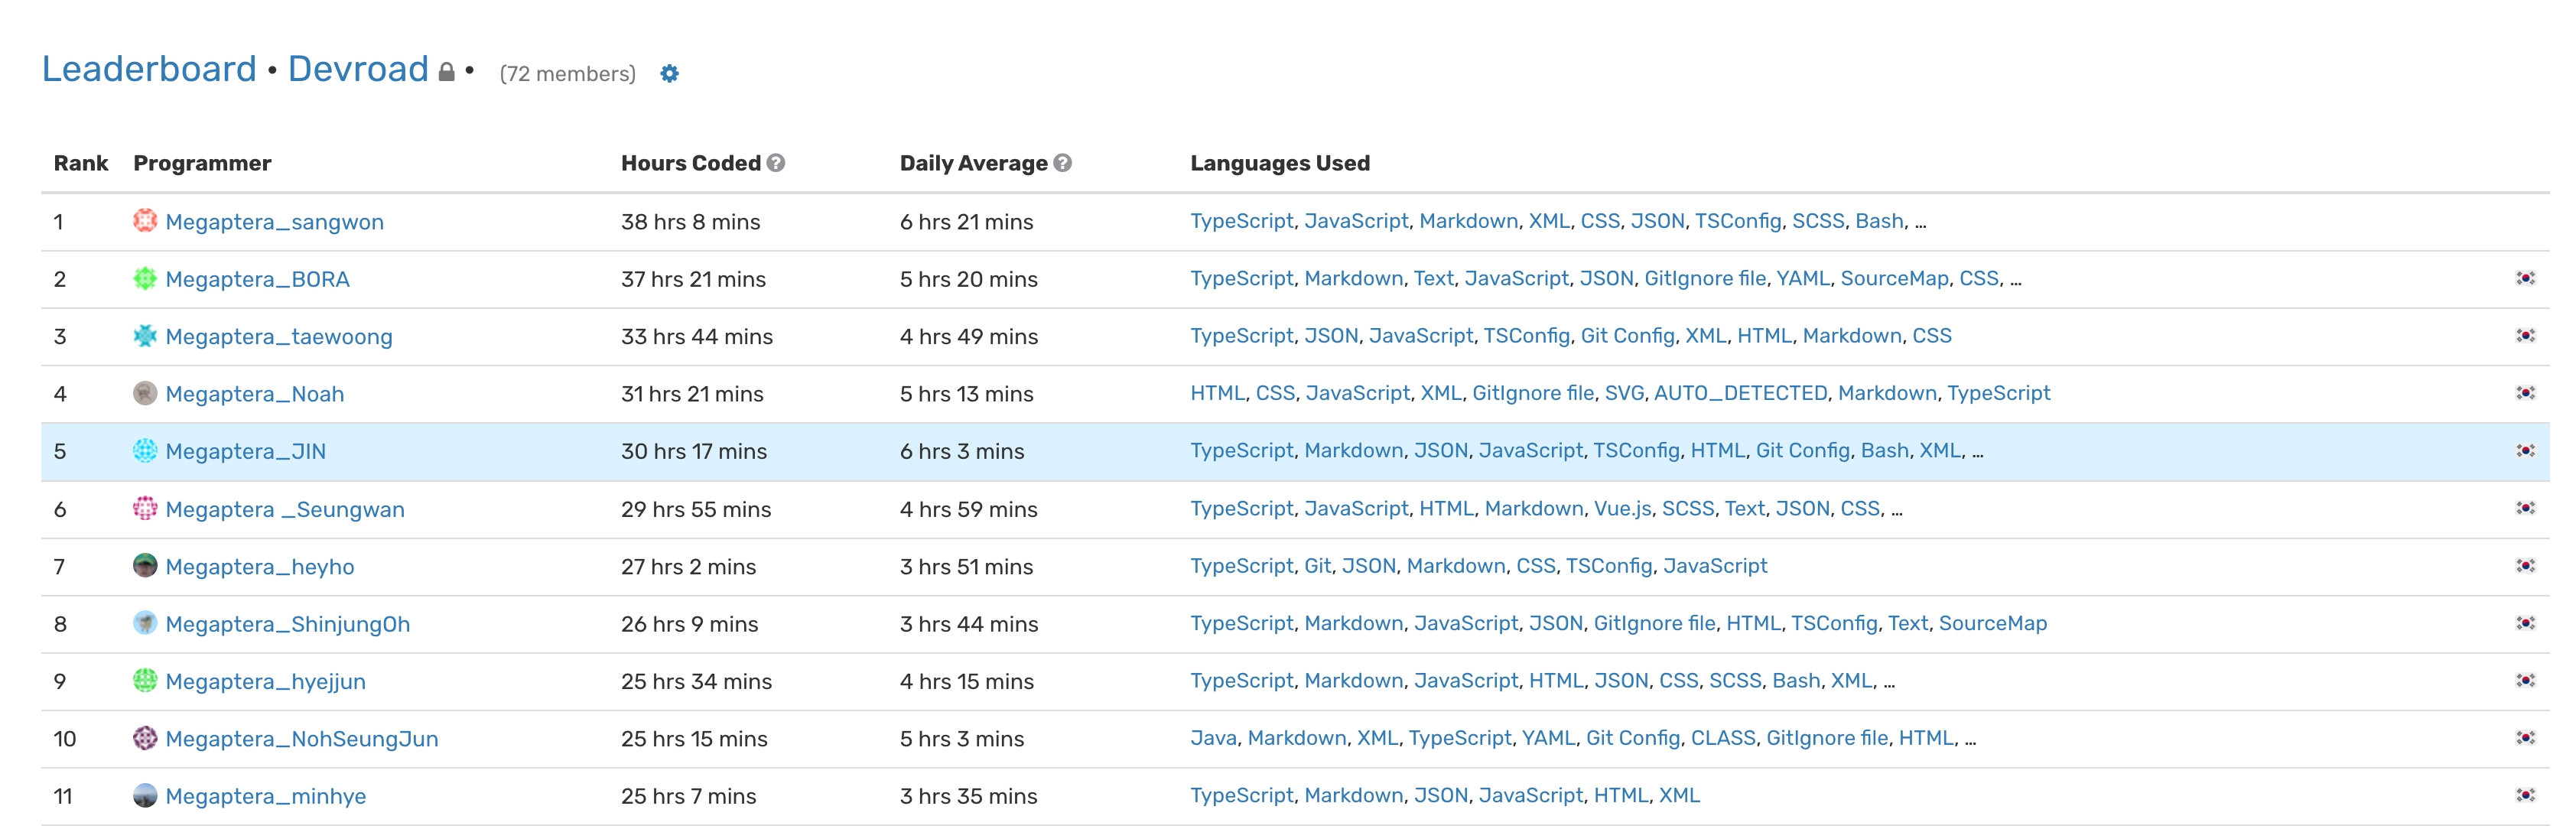 Leaderboard • Devroad • (72 members)
Rank Programmer Hours Coded ? Daily Average ? Languages Used
1 Megaptera_sangwon 38 hrs 8 mins 6 hrs 21 mins TypeScript, JavaScript, Markdown, XML, CSS, JSON, TSConfig, SCSS, Bash, …
2 Megaptera_BORA 37 hrs 21 mins 5 hrs 20 mins TypeScript, Markdown, Text, JavaScript, JSON, GitIgnore file, YAML, SourceMap, CSS, …
3 Megaptera_taewoong 33 hrs 44 mins 4 hrs 49 mins TypeScript, JSON, JavaScript, TSConfig, Git Config, XML, HTML, Markdown, CSS
4 Megaptera_Noah 31 hrs 21 mins 5 hrs 13 mins HTML, CSS, JavaScript, XML, GitIgnore file, SVG, AUTO_DETECTED, Markdown, TypeScript
5 Megaptera_JIN 30 hrs 17 mins 6 hrs 3 mins TypeScript, Markdown, JSON, JavaScript, TSConfig, HTML, Git Config, Bash, XML, …
6 Megaptera _Seungwan 29 hrs 55 mins 4 hrs 59 mins TypeScript, JavaScript, HTML, Markdown, Vue.js, SCSS, Text, JSON, CSS, …
7 Megaptera_heyho 27 hrs 2 mins 3 hrs 51 mins TypeScript, Git, JSON, Markdown, CSS, TSConfig, JavaScript
8 Megaptera_ShinjungOh 26 hrs 9 mins 3 hrs 44 mins TypeScript, Markdown, JavaScript, JSON, GitIgnore file, HTML, TSConfig, Text, SourceMap
9 Megaptera_hyejjun 25 hrs 34 mins 4 hrs 15 mins TypeScript, Markdown, JavaScript, HTML, JSON, CSS, SCSS, Bash, XML, …
10 Megaptera_NohSeungJun 25 hrs 15 mins 5 hrs 3 mins Java, Markdown, XML, TypeScript, YAML, Git Config, CLASS, GitIgnore file, HTML, …
11 Megaptera_minhye 25 hrs 7 mins 3 hrs 35 mins TypeScript, Markdown, JSON, JavaScript, HTML, XML